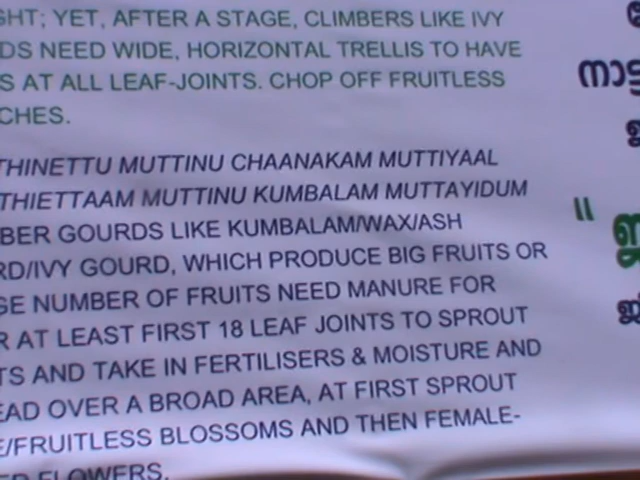 GHT; YET, AFTER A STAGE, CLIMBERS LIKE IVY
DS NEED WIDE, HORIZONTAL TRELLIS TO HAVE
S AT ALL LEAF-JOINTS. CHOP OFF FRUITLESS
CHES.
THINETTU MUTTINU CHAANAKAM MUTTIYAAL
THIETTAAM MUTTINU KUMBALAM MUTTAYIDUM
BER GOURDS LIKE KUMBALAM/WAX/ASH
RD/IVY GOURD, WHICH PRODUCE BIG FRUITS OR
GE NUMBER OF FRUITS NEED MANURE FOR
R AT LEAST FIRST 18 LEAF JOINTS TO SPROUT
TS AND TAKE IN FERTILISERS & MOISTURE AND
EAD OVER A BROAD AREA, AT FIRST SPROUT
E/FRUITLESS BLOSSOMS AND THEN FEMALE-
ED FLOWERS.
നാട്ട
"